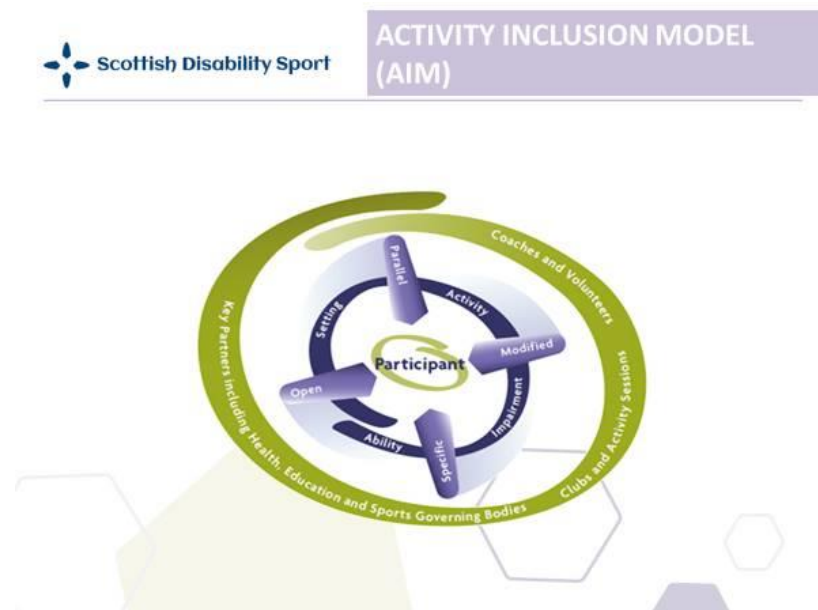 Scottish Disability Sport
ACTIVITY INCLUSION MODEL
(AIM)
Coaches and Volunteers
Clubs and Activity Sessions
Key Partners including Health, Education and Sports Governing Bodies
Parallel
Setting
Activity
Modified
Participant
Open
Impairment
Ability
Specific